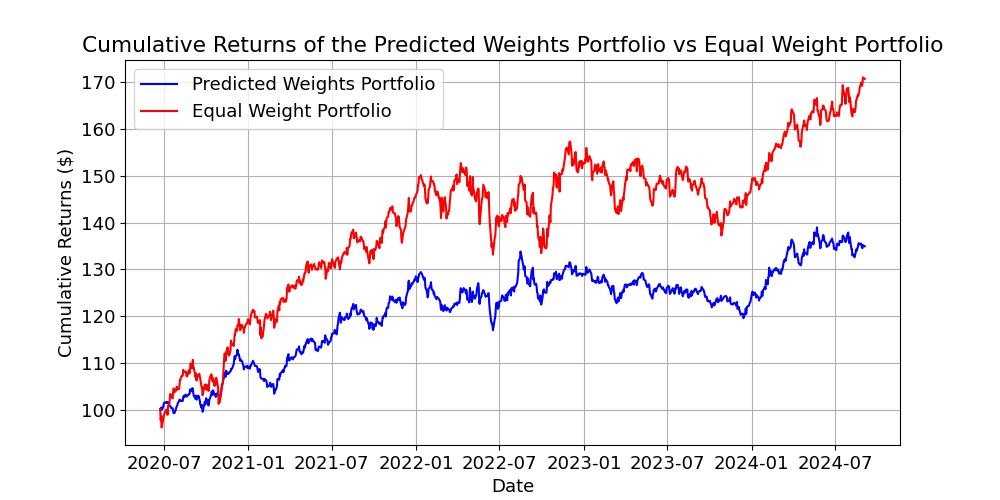 Cumulative Returns of the Predicted Weights Portfolio vs Equal Weight Portfolio
Predicted Weights Portfolio
Equal Weight Portfolio
Cumulative Returns ($)
170
160
150
140
130
120
110
100
2020-07 2021-01 2021-07 2022-01 2022-07 2023-01 2023-07 2024-01 2024-07
Date